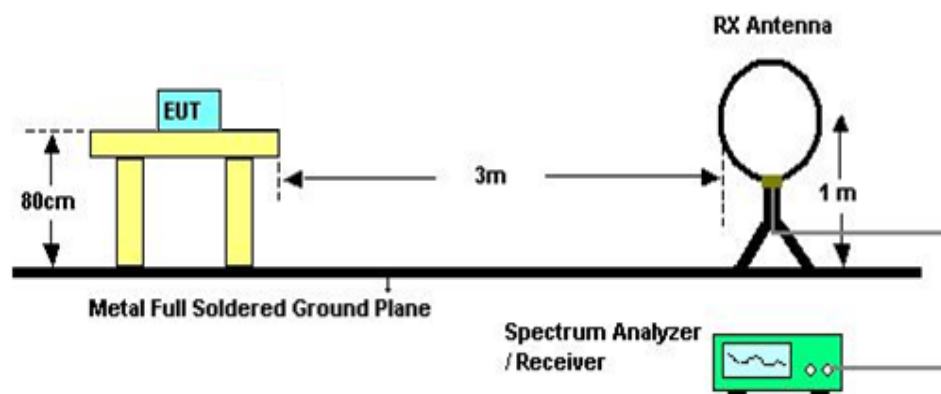 RX Antenna
EUT
80cm
3m
1 m
Metal Full Soldered Ground Plane
Spectrum Analyzer
/ Receiver